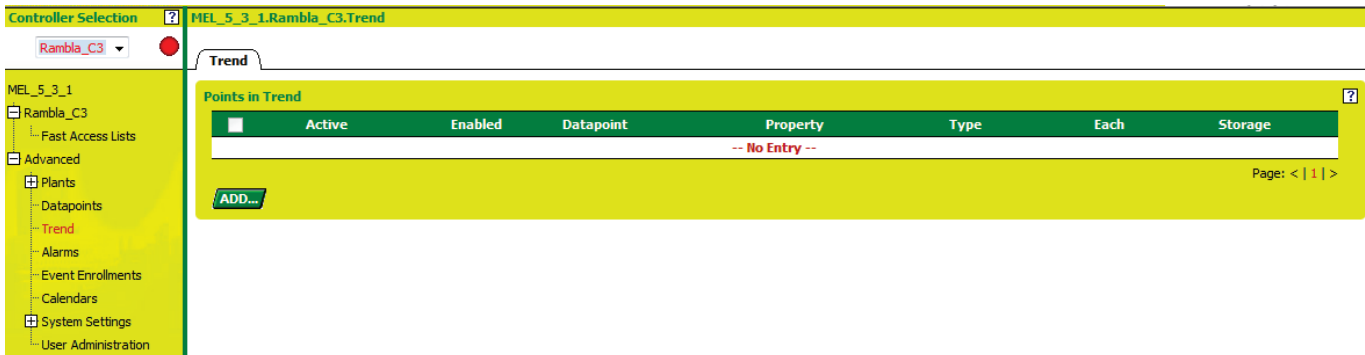 Controller Selection ?
MEL_5_3_1.Rambla_C3.Trend
Rambla_C3
Trend
MEL_5_3_1
Rambla_C3
Fast Access Lists
Advanced
Plants
Datapoints
Trend
Alarms
Event Enrollments
Calendars
System Settings
User Administration
Points in Trend ?
Active Enabled Datapoint Property Type Each Storage
-- No Entry --
Page: < | 1 | >
ADD...